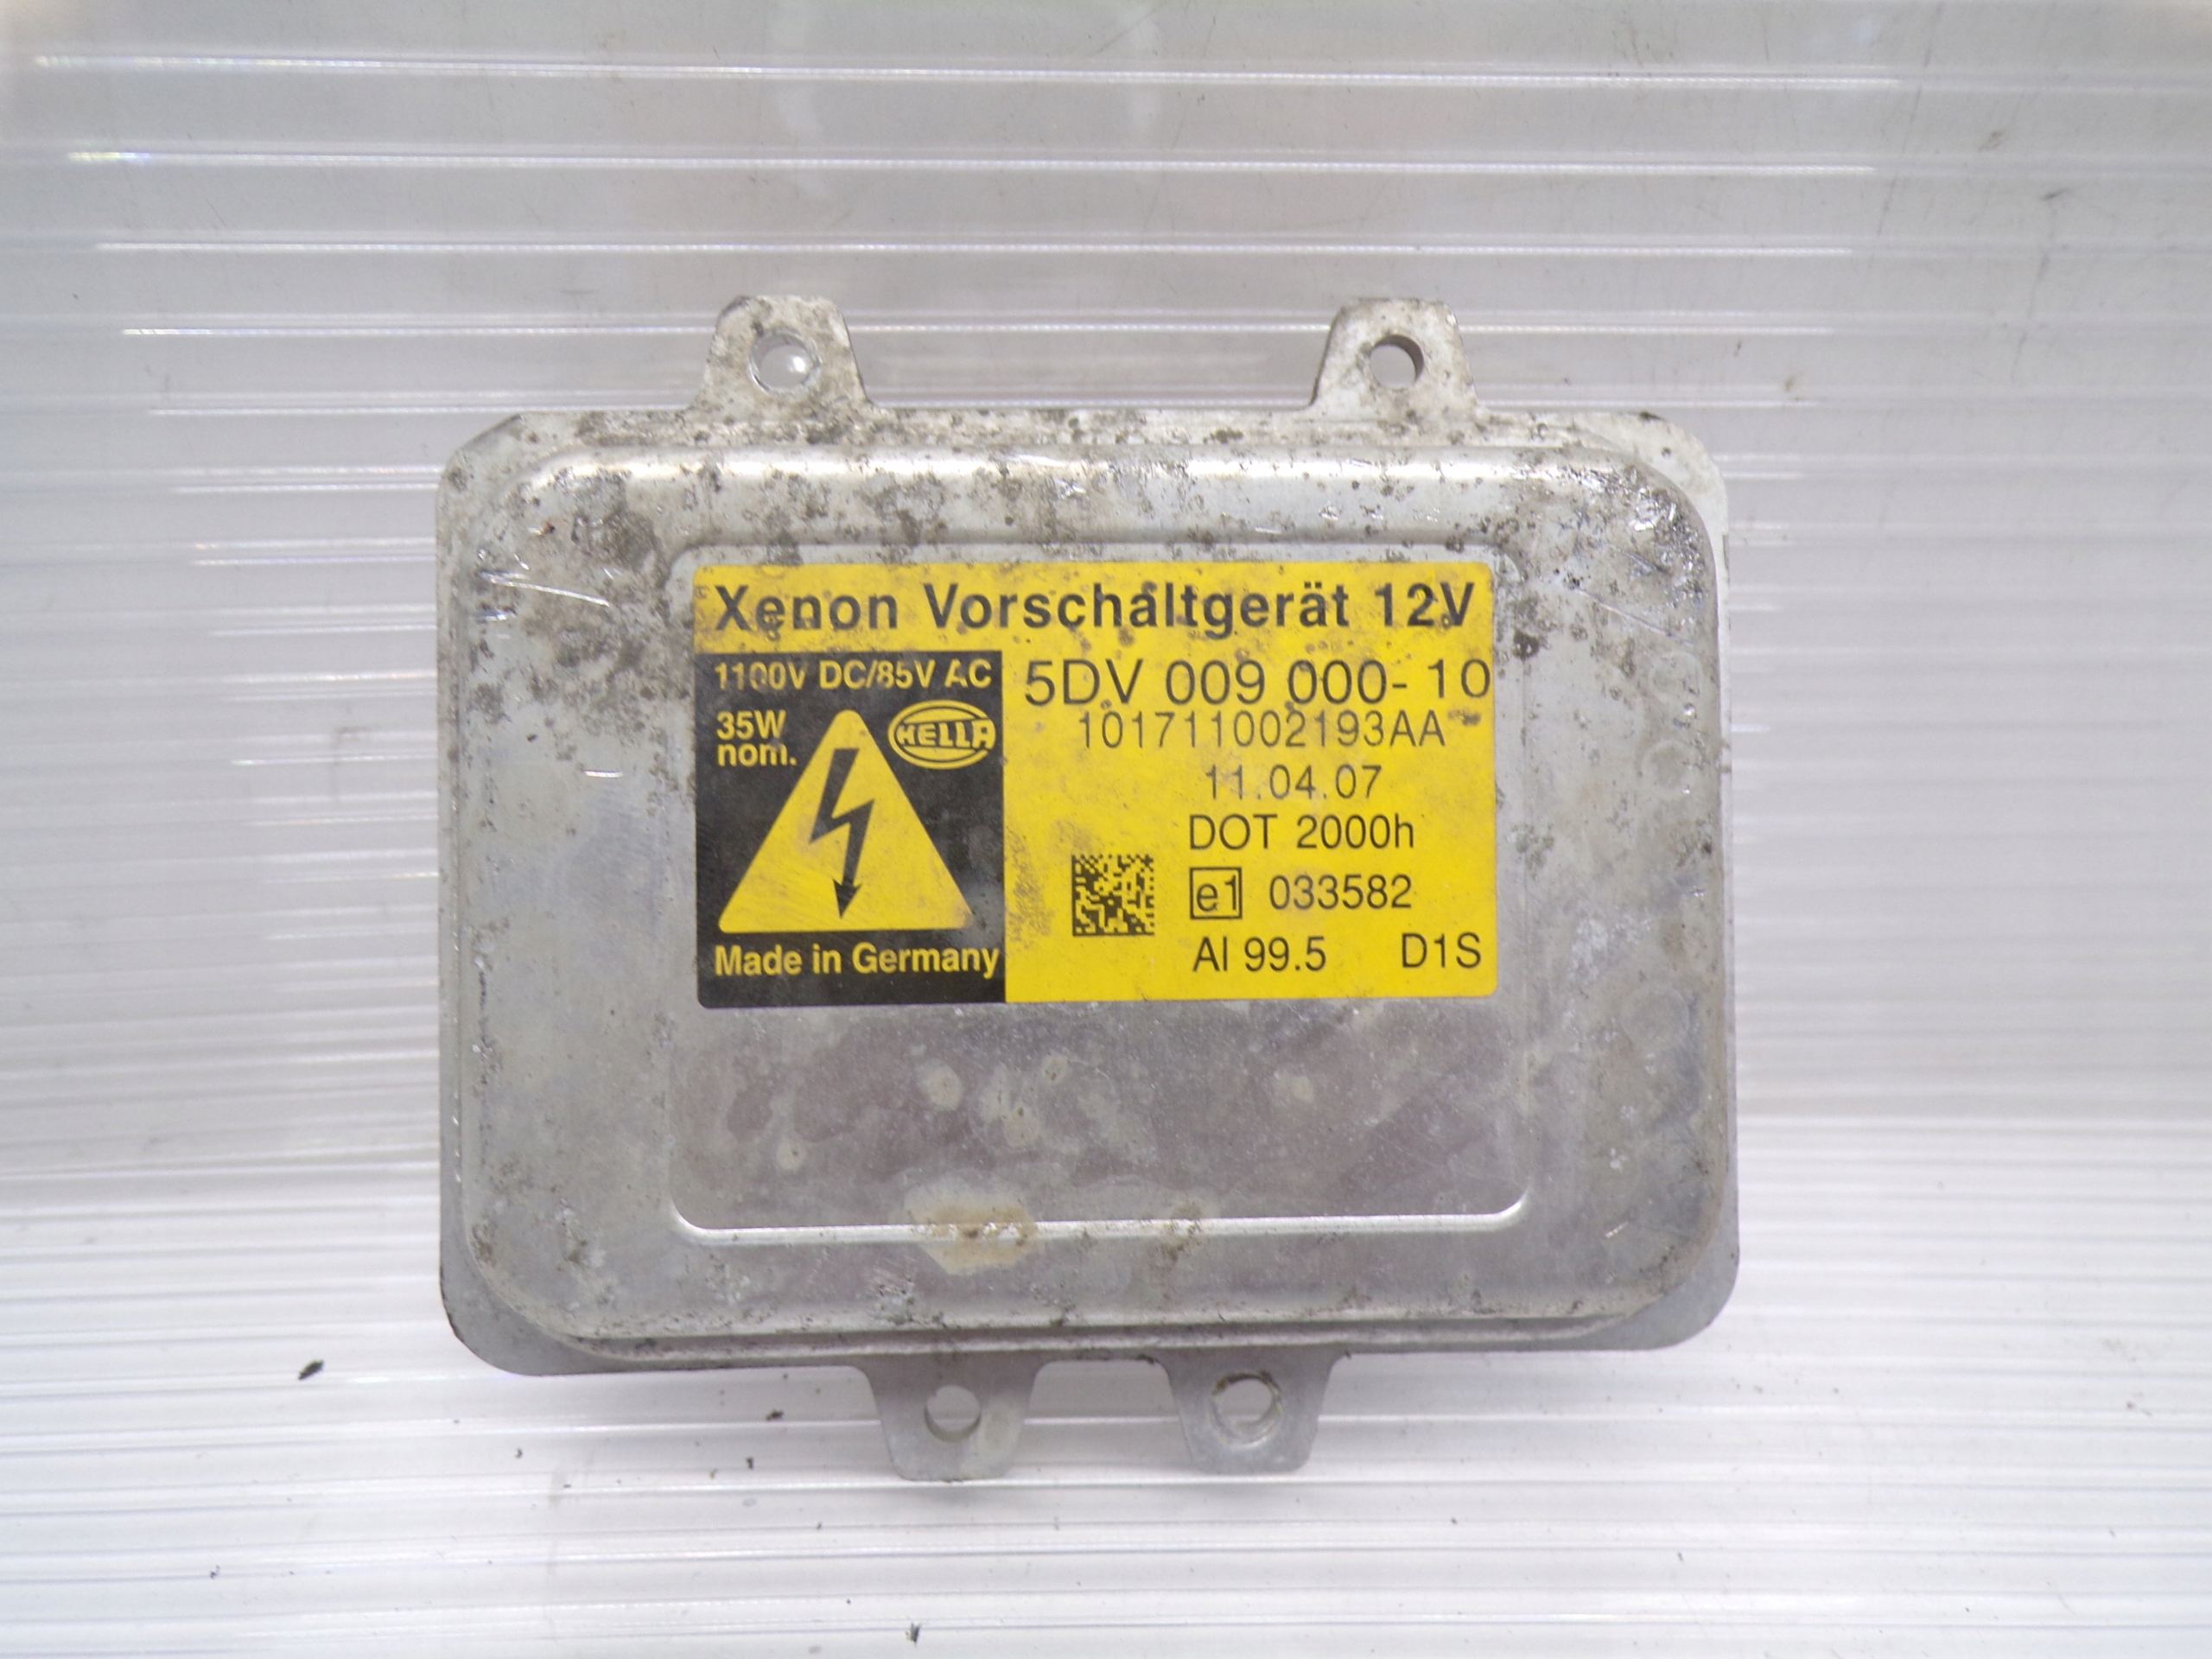 Xenon Vorschaltgerät 12V
1100V DC/85V AC
35W
nom.
HELLA
Made in Germany
5DV 009 000-10
101711002193AA
11.04.07
DOT 2000h
e1 033582
AI 99.5 D1S